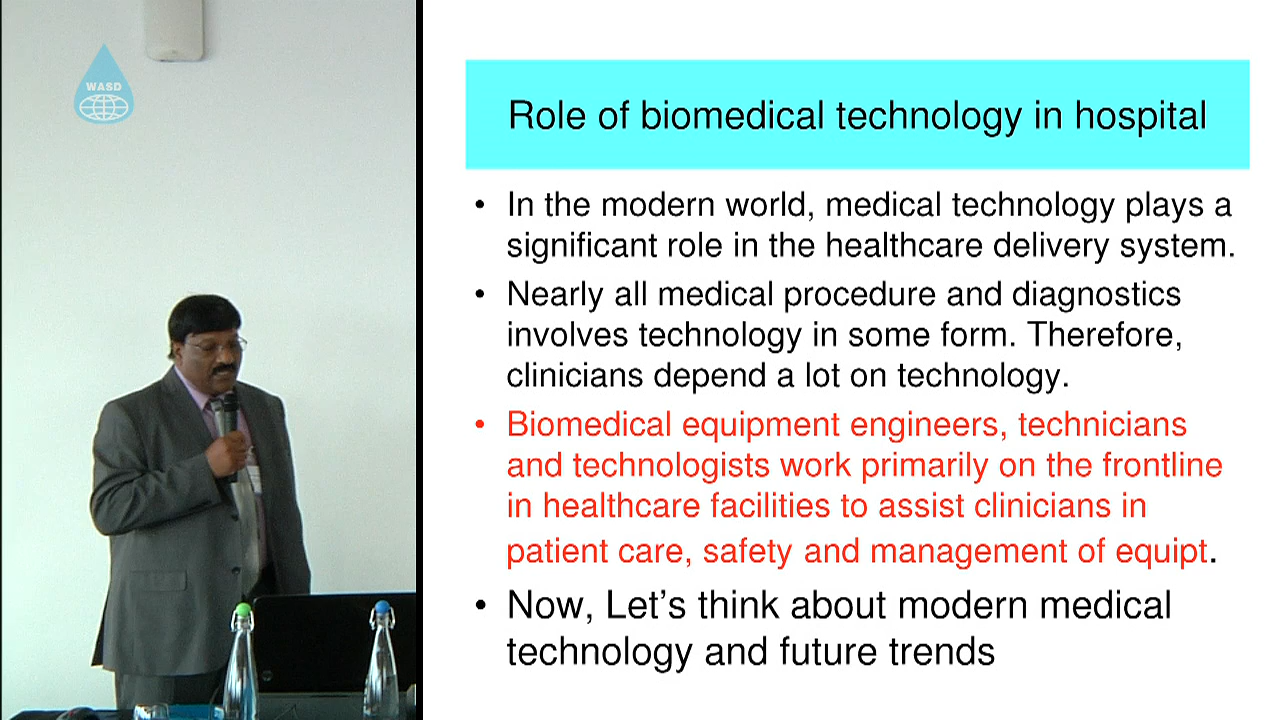 WASD
Role of biomedical technology in hospital
• In the modern world, medical technology plays a
significant role in the healthcare delivery system.
• Nearly all medical procedure and diagnostics
involves technology in some form. Therefore,
clinicians depend a lot on technology.
• Biomedical equipment engineers, technicians
and technologists work primarily on the frontline
in healthcare facilities to assist clinicians in
patient care, safety and management of equipt.
• Now, Let's think about modern medical
technology and future trends